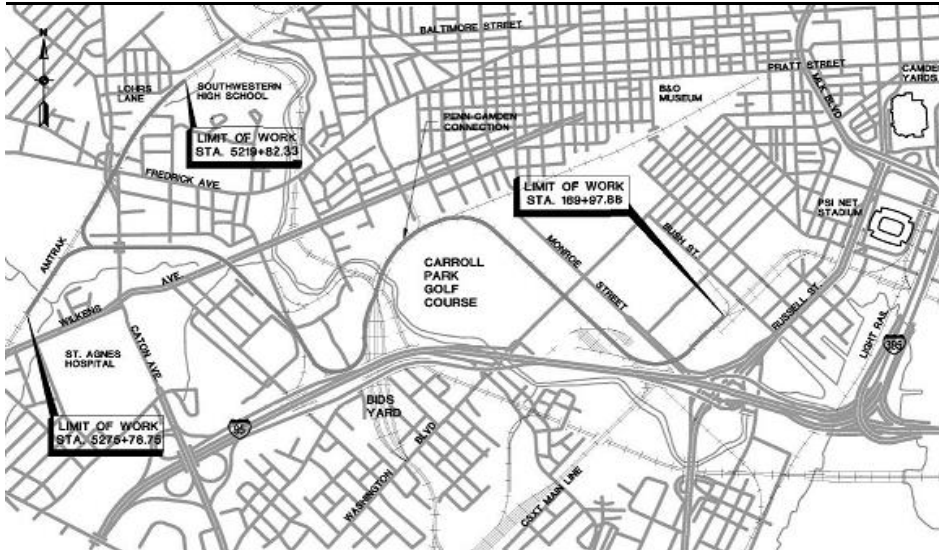 BALTIMORE STREET
N
PRATT STREET
CAMDEN
YARDS
LOHRS
LANE
SOUTHWESTERN
HIGH SCHOOL
B&O
MUSEUM
MLK BLVD
PENN-CAMDEN
CONNECTION
LIMIT OF WORK
STA. 5219+82.33
FREDRICK AVE.
LIMIT OF WORK
STA. 169+97.88
PSI NET
STADIUM
BUSH ST.
MONROE
STREET
AMTRAK
CARROLL
PARK
GOLF
COURSE
WILKENS
AVE.
RUSSELL ST.
LIGHT RAIL
395
ST. AGNES
HOSPITAL
CATON AVE.
BIDS
YARD
LIMIT OF WORK
STA. 5275+78.75
95
WASHINGTON
BLVD
CSXT MAIN LINE